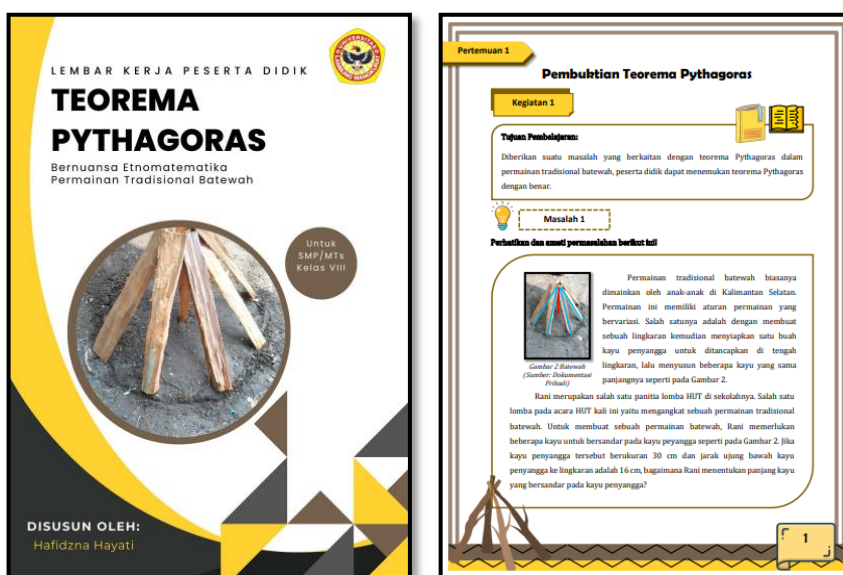 LEMBAR KERJA PESERTA DIDIK
TEOREMA
PYTHAGORAS
Bernuansa Etnomatematika
Permainan Tradisional Batewah
Untuk
SMP/MTs
Kelas VIII
DISUSUN OLEH:
Hafidzna Hayati
Pertemuan 1
Pembuktian Teorema Pythagoras
Kegiatan 1
Tujuan Pembelajaran:
Diberikan suatu masalah yang berkaitan dengan teorema Pythagoras dalam
permainan tradisional batewah, peserta didik dapat menemukan teorema Pythagoras
dengan benar.
Masalah 1
Perhatikan dan amati permasalahan berikut ini!
Permainan tradisional batewah biasanya
dimainkan oleh anak-anak di Kalimantan Selatan.
Permainan ini memiliki aturan permainan yang
bervariasi. Salah satunya adalah dengan membuat
sebuah lingkaran kemudian menyiapkan satu buah
kayu penyangga untuk ditancapkan di tengah
lingkaran, lalu menyusun beberapa kayu yang sama
panjangnya seperti pada Gambar 2.
Gambar 2 Batewah
(Sumber: Dokumentasi
Pribadi)
Rani merupakan salah satu panitia lomba HUT di sekolahnya. Salah satu
lomba pada acara HUT kali ini yaitu mengangkat sebuah permainan tradisional
batewah. Untuk membuat sebuah permainan batewah, Rani memerlukan
beberapa kayu untuk bersandar pada kayu peyangga seperti pada Gambar 2. Jika
kayu penyangga tersebut berukuran 30 cm dan jarak ujung bawah kayu
penyangga ke lingkaran adalah 16 cm, bagaimana Rani menentukan panjang kayu
yang bersandar pada kayu penyangga?
1